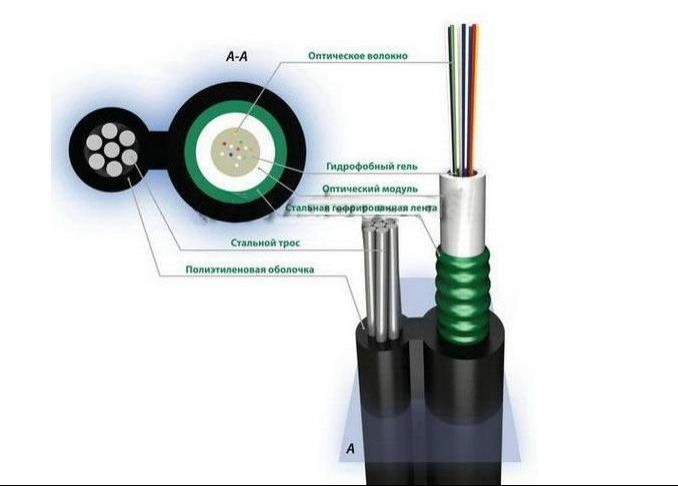 А-А
Оптическое волокно
Гидрофобный гель
Оптический модуль
Стальная гофрированная лента
Стальной трос
Полиэтиленовая оболочка
А